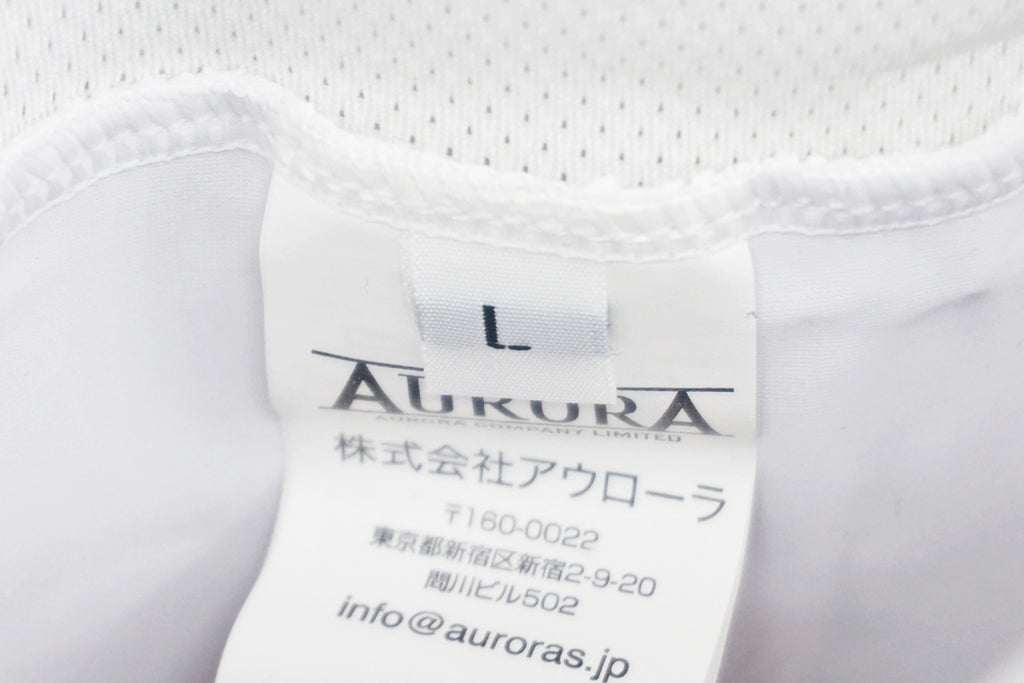 L
AURORA
AURORA COMPANY LIMITED
株式会社アウローラ
〒160-0022
東京都新宿区新宿2-9-20
問川ビル502
info@auroras.jp